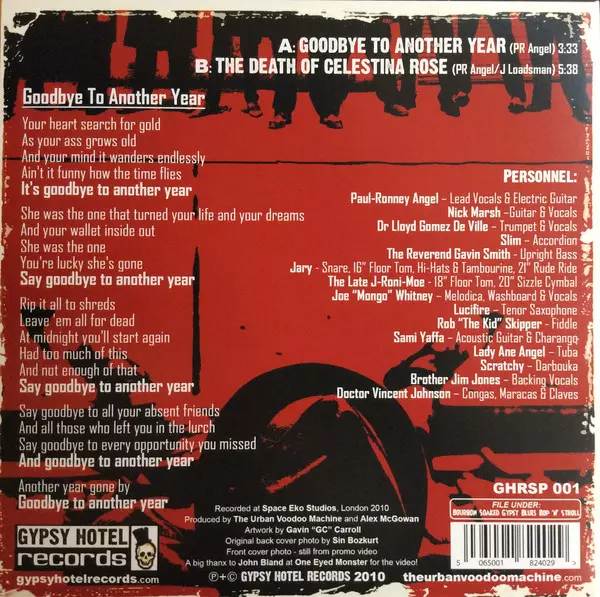 A: GOODBYE TO ANOTHER YEAR (PR Angel) 3:33
B: THE DEATH OF CELESTINA ROSE (PR Angel/J Loadsman) 5:38
Goodbye To Another Year
Your heart search for gold
As your ass grows old
And your mind it wanders endlessly
Ain't it funny how the time flies
It's goodbye to another year
She was the one that turned your life and your dreams
And your wallet inside out
She was the one
You're lucky she's gone
Say goodbye to another year
Rip it all to shreds
Leave 'em all for dead
At midnight you'll start again
Had too much of this
And not enough of that
Say goodbye to another year
Say goodbye to all your absent friends
And all those who left you in the lurch
Say goodbye to every opportunity you missed
And goodbye to another year
Another year gone by
Goodbye to another year
PERSONNEL:
Paul-Ronney Angel - Lead Vocals & Electric Guitar
Nick Marsh -Guitar & Vocals
Dr Lloyd Gomez De Ville - Trumpet & Vocals
Slim - Accordion
The Reverend Gavin Smith - Upright Bass
Jary - Snare, 16" Floor Tom, Hi-Hats & Tambourine, 21" Rude Ride
The Late J-Roni-Moe - 18" Floor Tom, 20" Sizzle Cymbal
Joe "Mongo" Whitney - Melodica, Washboard & Vocals
Lucifire - Tenor Saxophone
Rob "The Kid" Skipper - Fiddle
Sami Yaffa - Acoustic Guitar & Charango
Lady Ane Angel - Tuba
Scratchy - Darbouka
Brother Jim Jones - Backing Vocals
Doctor Vincent Johnson - Congas, Maracas & Claves
GHRSP 001
FILE UNDER:
BOURBON SOAKED GYPSY BLUES BOP 'N' STROLL
5 065001 824029 >
Recorded at Space Eko Studios, London 2010
Produced by The Urban Voodoo Machine and Alex McGowan
Artwork by Gavin "GC" Carroll
Original back cover photo by Sin Bozkurt
Front cover photo - still from promo video
A big thanx to John Bland at One Eyed Monster for the video!
GYPSY HOTEL
records
gypsyhotelrecords.com
℗+© GYPSY HOTEL RECORDS 2010
theurbanvoodoomachine.com